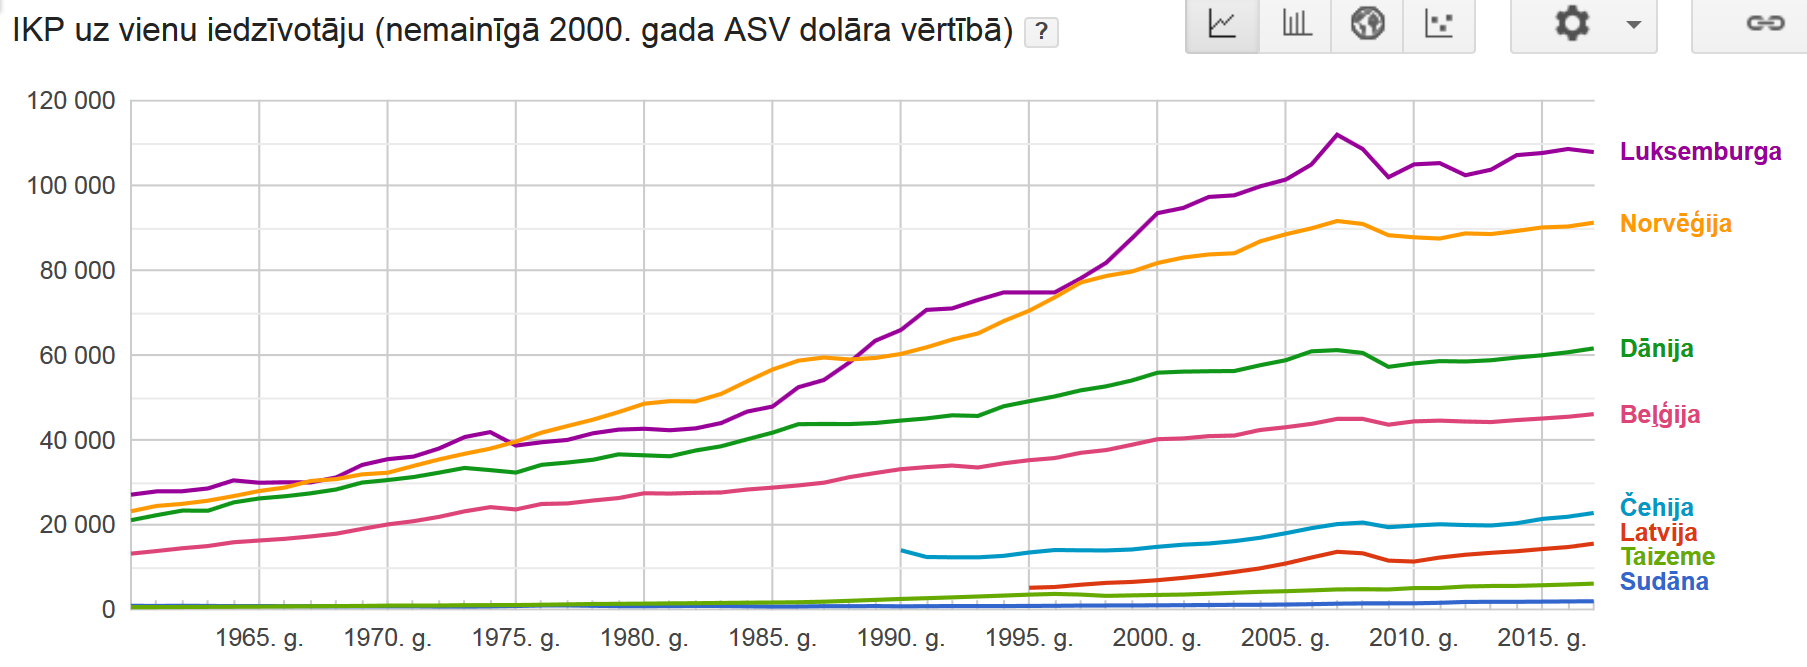 IKP uz vienu iedzīvotāju (nemainīgā 2000. gada ASV dolāra vērtībā) ?
120 000
100 000
80 000
60 000
40 000
20 000
0
1965. g. 1970. g. 1975. g. 1980. g. 1985. g. 1990. g. 1995. g. 2000. g. 2005. g. 2010. g. 2015. g.
Luksemburga
Norvēģija
Dānija
Beļģija
Čehija
Latvija
Taizeme
Sudāna